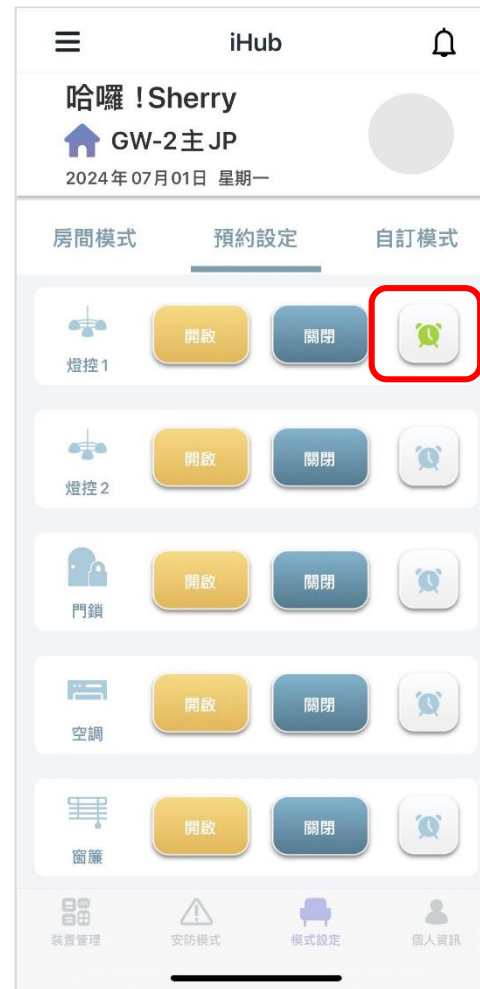 iHub
哈囉！Sherry
GW-2主JP
2024年07月01日 星期一
房間模式 預約設定 自訂模式
開啟 關閉
燈控1
開啟 關閉
燈控2
開啟 關閉
門鎖
開啟 關閉
空調
開啟 關閉
窗簾
裝置管理 安防模式 模式設定 個人資訊